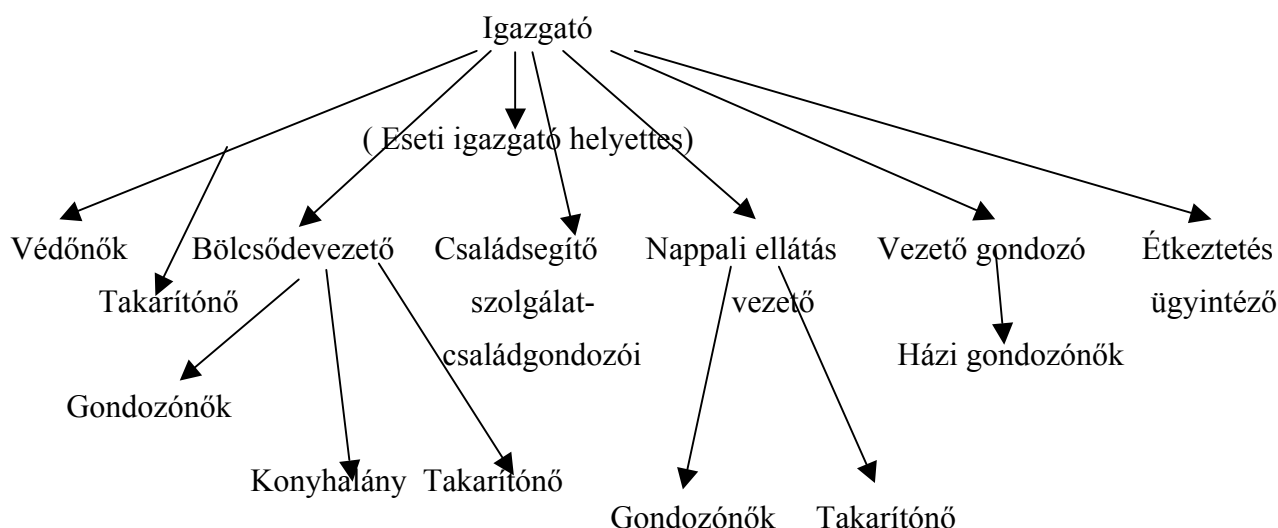 Igazgató
( Eseti igazgató helyettes)
Védőnők
Bölcsődevezető
Családsegítő
szolgálat-
családgondozói
Nappali ellátás
vezető
Vezető gondozó
Étkeztetés
ügyintéző
Takarítónő
Házi gondozónők
Gondozónők
Konyhalány
Takarítónő
Gondozónők
Takarítónő